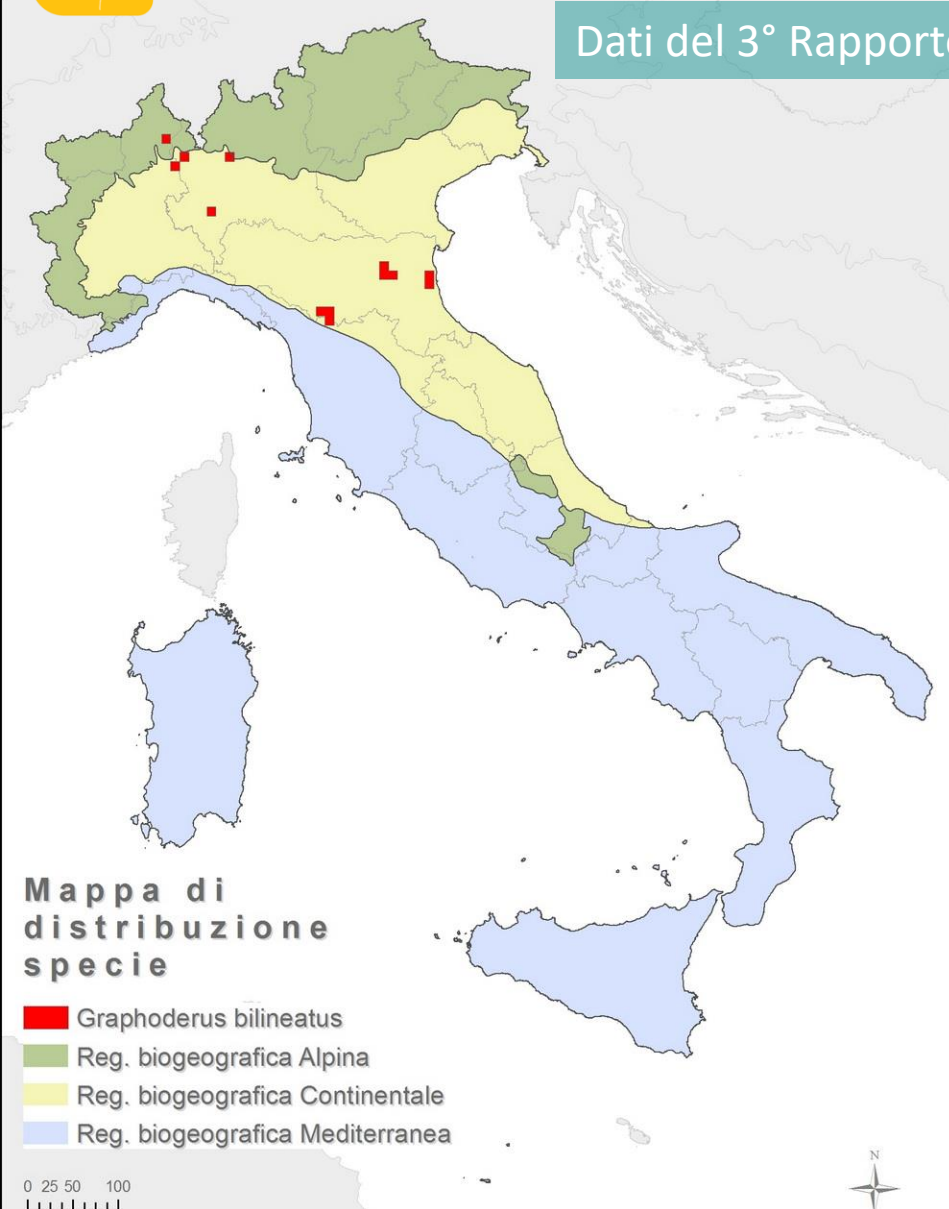 Dati del 3° Rapporto
Mappa di
distribuzione
specie
Graphoderus bilineatus
Reg. biogeografica Alpina
Reg. biogeografica Continentale
Reg. biogeografica Mediterranea
0 25 50 100
N